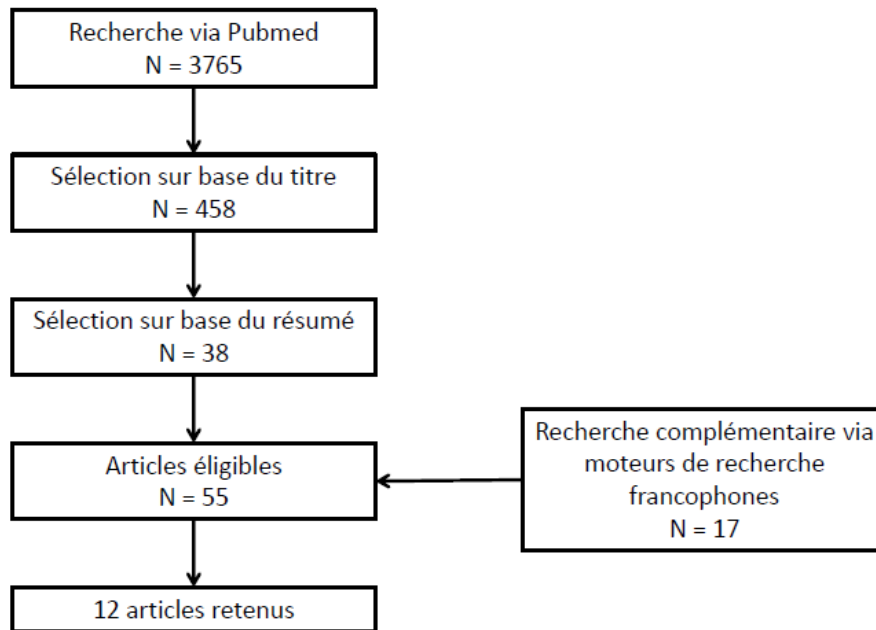 Recherche via Pubmed
N = 3765
Sélection sur base du titre
N = 458
Sélection sur base du résumé
N = 38
Articles éligibles
N = 55
Recherche complémentaire via
moteurs de recherche
francophones
N = 17
12 articles retenus